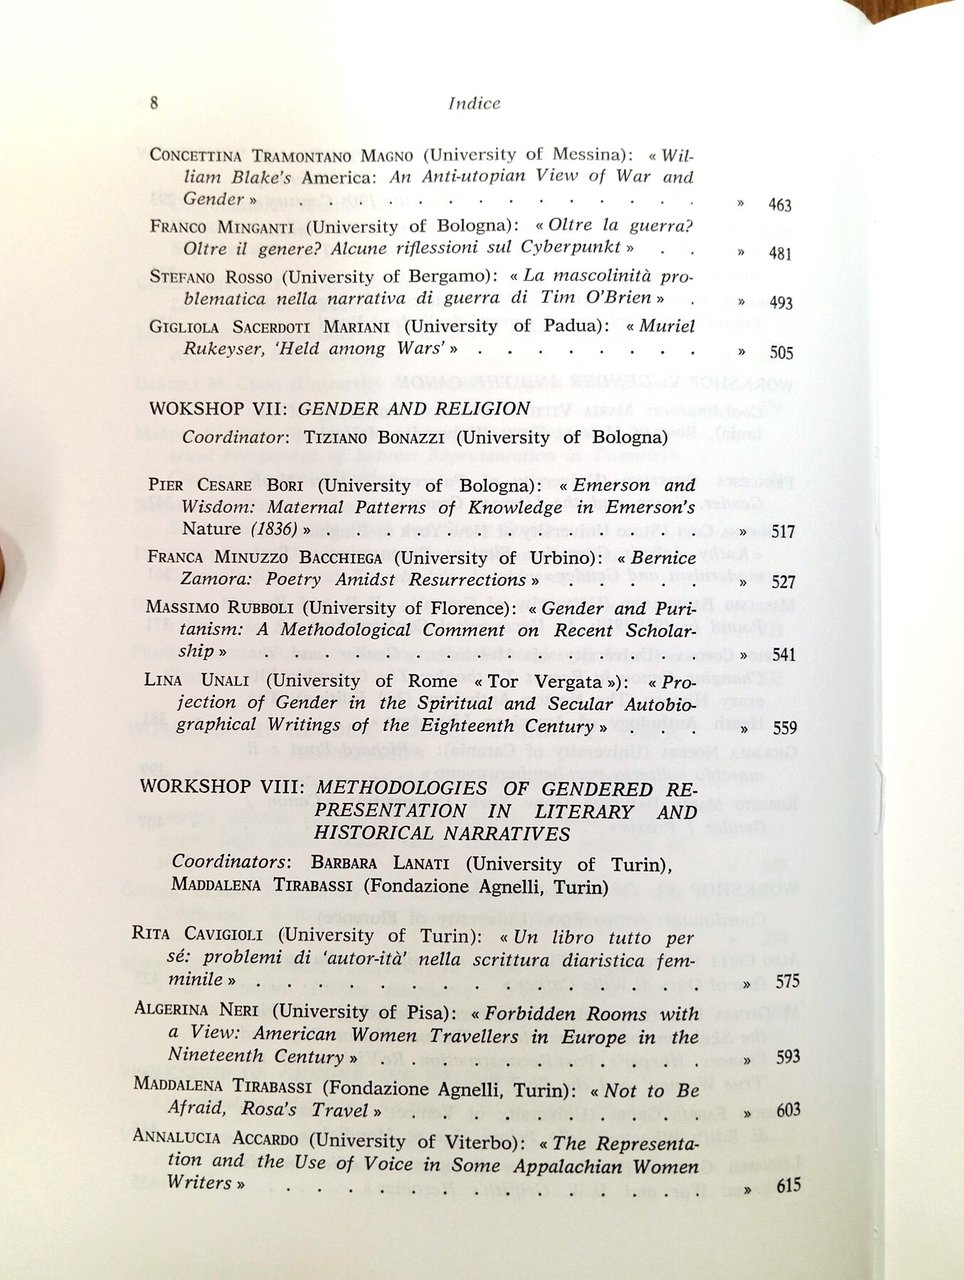 8 Indice
CONCETTINA TRAMONTANO MAGNO (University of Messina): « Wil-
liam Blake's America: An Anti-utopian View of War and
Gender » . . . . . . . . . . . . . . » 463
FRANCO MINGANTI (University of Bologna): « Oltre la guerra?
Oltre il genere? Alcune riflessioni sul Cyberpunkt » . . » 481
STEFANO ROSSO (University of Bergamo): « La mascolinità pro-
blematica nella narrativa di guerra di Tim O'Brien » . » 493
GIGLIOLA SACERDOTI MARIANI (University of Padua): « Muriel
Rukeyser, 'Held among Wars' » . . . . . . . . » 505
WOKSHOP VII: GENDER AND RELIGION
Coordinator: TIZIANO BONAZZI (University of Bologna)
PIER CESARE BORI (University of Bologna): « Emerson and
Wisdom: Maternal Patterns of Knowledge in Emerson's
Nature (1836) » . . . . . . . . . . . . . » 517
FRANCA MINUZZO BACCHIEGA (University of Urbino): « Bernice
Zamora: Poetry Amidst Resurrections » . . . . . » 527
MASSIMO RUBBOLI (University of Florence): « Gender and Puri-
tanism: A Methodological Comment on Recent Scholar-
ship » . . . . . . . . . . . . . . . » 541
LINA UNALI (University of Rome « Tor Vergata »): « Pro-
jection of Gender in the Spiritual and Secular Autobio-
graphical Writings of the Eighteenth Century » . . . » 559
WORKSHOP VIII: METHODOLOGIES OF GENDERED RE-
PRESENTATION IN LITERARY AND
HISTORICAL NARRATIVES
Coordinators: BARBARA LANATI (University of Turin),
MADDALENA TIRABASSI (Fondazione Agnelli, Turin)
RITA CAVIGIOLI (University of Turin): « Un libro tutto per
sé: problemi di 'autor-ità' nella scrittura diaristica fem-
minile » . . . . . . . . . . . . . . . » 575
ALGERINA NERI (University of Pisa): « Forbidden Rooms with
a View: American Women Travellers in Europe in the
Nineteenth Century » . . . . . . . . . . . » 593
MADDALENA TIRABASSI (Fondazione Agnelli, Turin): « Not to Be
Afraid, Rosa's Travel » . . . . . . . . . . » 603
ANNALUCIA ACCARDO (University of Viterbo): « The Representa-
tion and the Use of Voice in Some Appalachian Women
Writers » . . . . . . . . . . . . . . » 615